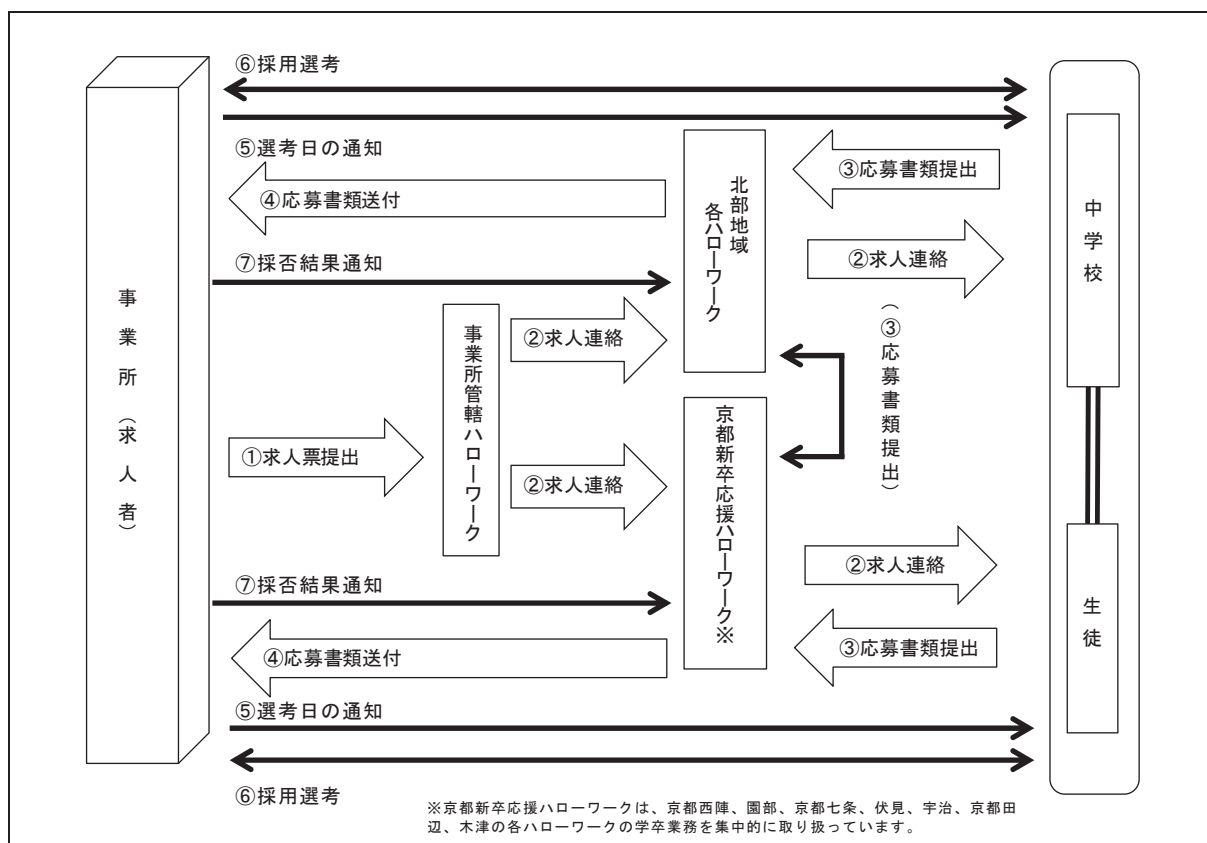 ⑥採用選考
⑤選考日の通知
③応募書類提出
④応募書類送付
北部地域
各ハローワーク
中学校
②求人連絡
⑦採否結果通知
事業所（求人者）
事業所管轄ハローワーク
②求人連絡
（③応募書類提出）
①求人票提出
②求人連絡
京都新卒応援ハローワーク※
②求人連絡
⑦採否結果通知
生徒
③応募書類提出
④応募書類送付
⑤選考日の通知
⑥採用選考
※京都新卒応援ハローワークは、京都西陣、園部、京都七条、伏見、宇治、京都田
辺、木津の各ハローワークの学卒業務を集中的に取り扱っています。